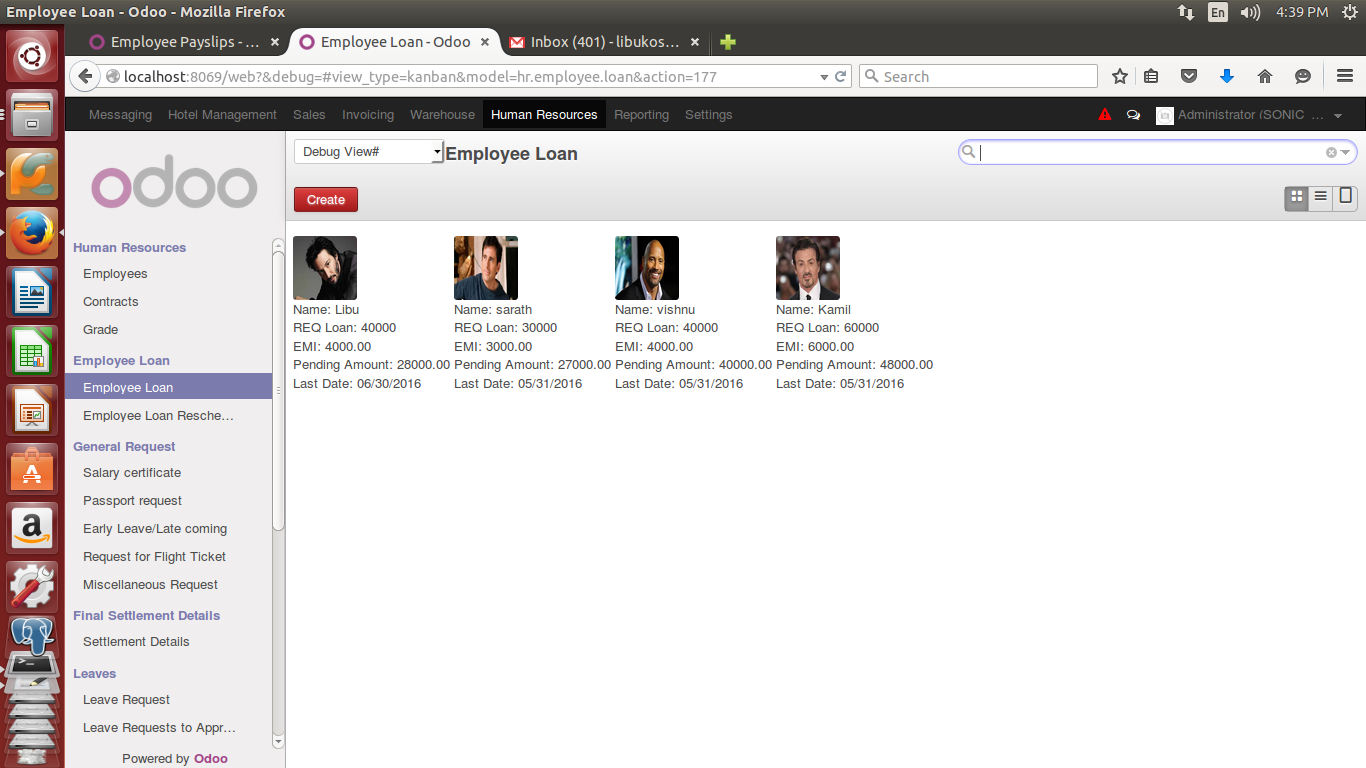 Employee Loan - Odoo - Mozilla Firefox
En
4:39 PM
Employee Payslips - ...
Employee Loan - Odoo
Inbox (401) - libukos...
localhost:8069/web?&debug=#view_type=kanban&model=hr.employee.loan&action=177
Search
Messaging Hotel Management Sales Invoicing Warehouse Human Resources Reporting Settings
Administrator (SONIC ...
odoo
Debug View#
Employee Loan
Create
Human Resources
Employees
Contracts
Grade
Employee Loan
Employee Loan
Employee Loan Resche...
General Request
Salary certificate
Passport request
Early Leave/Late coming
Request for Flight Ticket
Miscellaneous Request
Final Settlement Details
Settlement Details
Leaves
Leave Request
Leave Requests to Appr...
Powered by Odoo
Name: Libu
REQ Loan: 40000
EMI: 4000.00
Pending Amount: 28000.00
Last Date: 06/30/2016
Name: sarath
REQ Loan: 30000
EMI: 3000.00
Pending Amount: 27000.00
Last Date: 05/31/2016
Name: vishnu
REQ Loan: 40000
EMI: 4000.00
Pending Amount: 40000.00
Last Date: 05/31/2016
Name: Kamil
REQ Loan: 60000
EMI: 6000.00
Pending Amount: 48000.00
Last Date: 05/31/2016